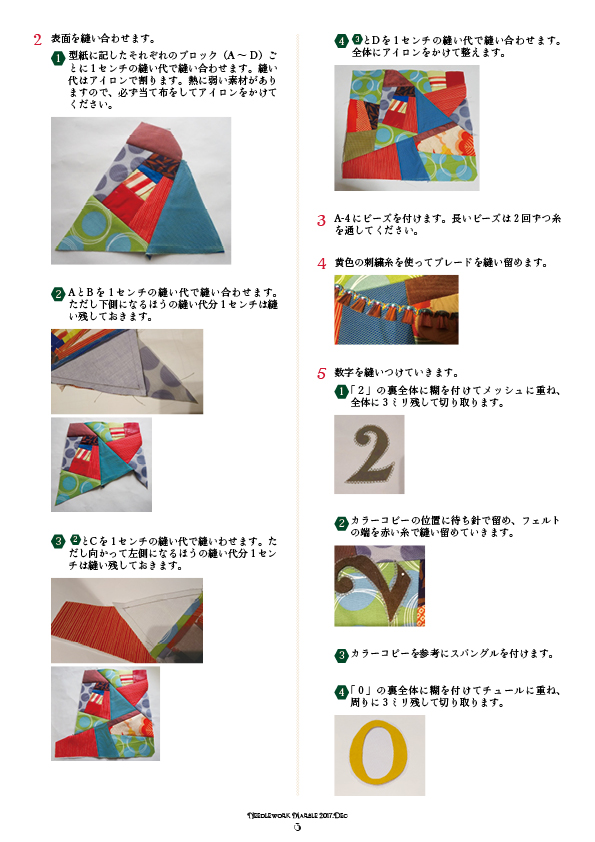 2 表面を縫い合わせます。
1 型紙に記したそれぞれのブロック（A～D）ご
とに1センチの縫い代で縫い合わせます。縫い
代はアイロンで割ります。熱に弱い素材があり
ますので、必ず当て布をしてアイロンをかけて
ください。
2 AとBを1センチの縫い代で縫い合わせます。
ただし下側になるほうの縫い代分1センチは縫
い残しておきます。
3 2とCを1センチの縫い代で縫いわせます。た
だし向かって左側になるほうの縫い代分1セン
チは縫い残しておきます。
4 3とDを1センチの縫い代で縫い合わせます。
全体にアイロンをかけて整えます。
3 A-4にビーズを付けます。長いビーズは2回ずつ糸
を通してください。
4 黄色の刺繍糸を使ってブレードを縫い留めます。
5 数字を縫いつけていきます。
1「2」の裏全体に糊を付けてメッシュに重ね、
全体に3ミリ残して切り取ります。
2 カラーコピーの位置に待ち針で留め、フェルト
の端を赤い糸で縫い留めていきます。
3 カラーコピーを参考にスパングルを付けます。
4「0」の裏全体に糊を付けてチュールに重ね、
周りに3ミリ残して切り取ります。
NEEDLEWORK MARBLE 2017.DEC